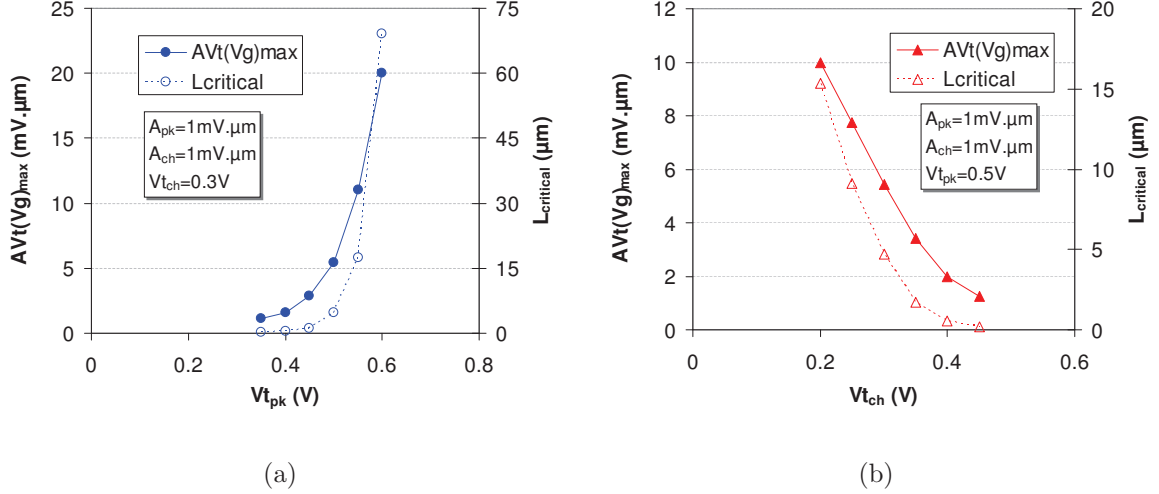 25
20
15
10
5
0
AVt(Vg)max (mV.µm)
75
60
45
30
15
0
Lcritical (µm)
AVt(Vg)max
Lcritical
Apk=1mV.µm
Ach=1mV.µm
Vtch=0.3V
0 0.2 0.4 0.6 0.8
Vtpk (V)
(a)
12
10
8
6
4
2
0
AVt(Vg)max (mV.µm)
20
15
10
5
0
Lcritical (µm)
AVt(Vg)max
Lcritical
Apk=1mV.µm
Ach=1mV.µm
Vtpk=0.5V
0 0.2 0.4 0.6
Vtch (V)
(b)